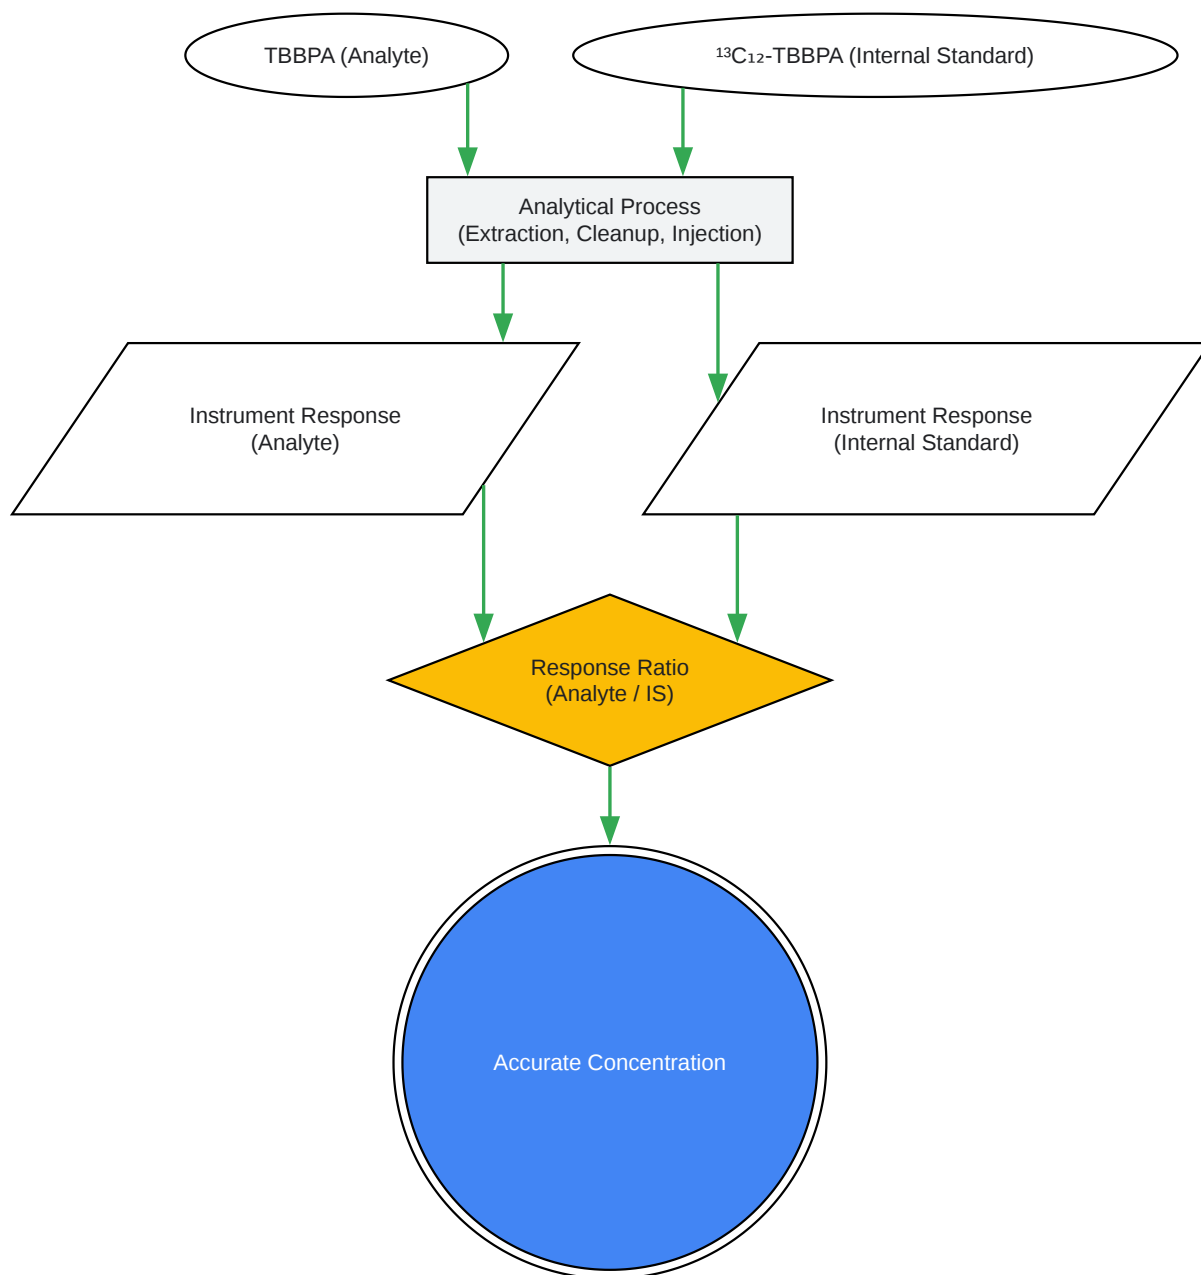 TBBPA (Analyte)
¹³C₁₂-TBBPA (Internal Standard)
Analytical Process
(Extraction, Cleanup, Injection)
Instrument Response
(Analyte)
Instrument Response
(Internal Standard)
Response Ratio
(Analyte / IS)
Accurate Concentration